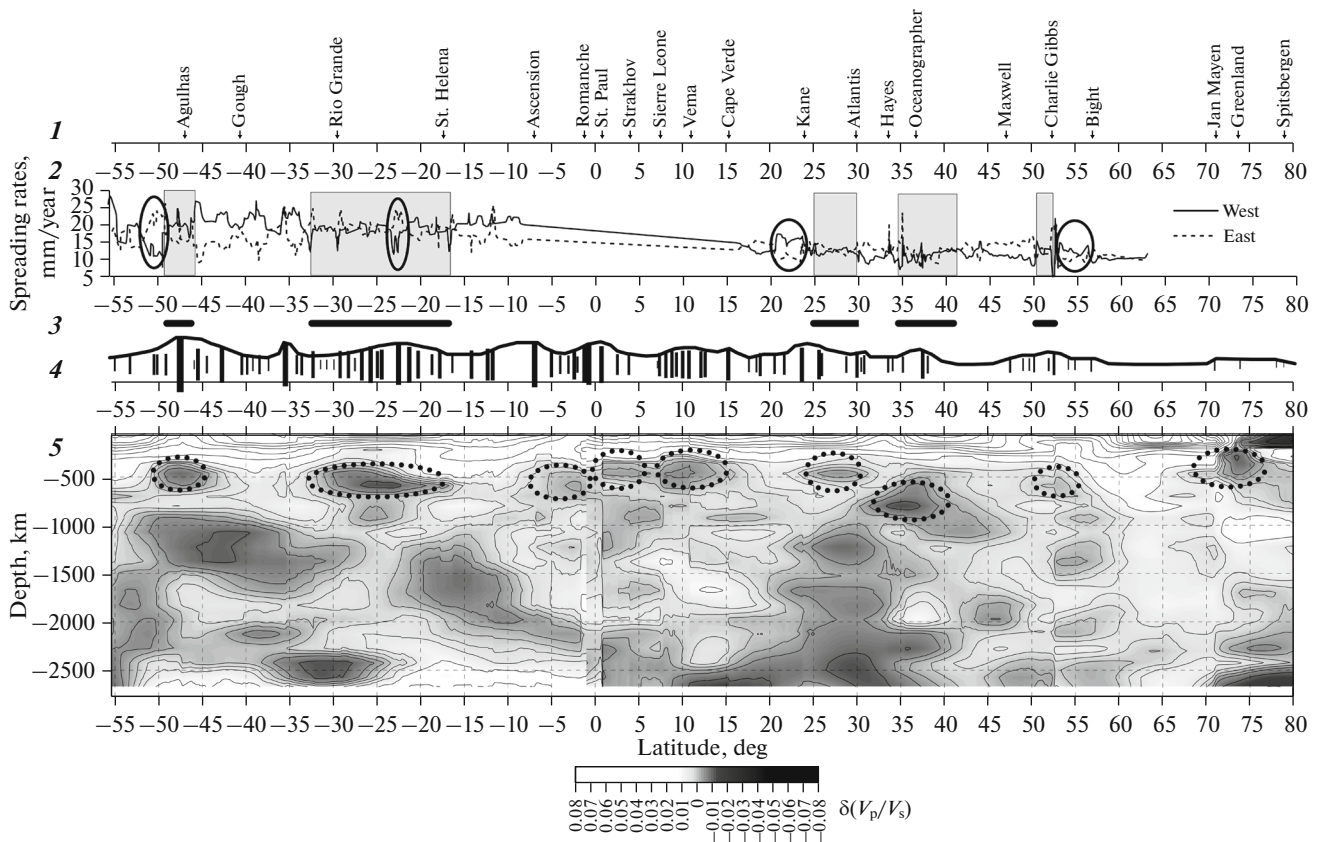 Agulhas
Gough
Rio Grande
St. Helena
Ascension
Romanche
St. Paul
Strakhov
Sierre Leone
Vema
Cape Verde
Kane
Atlantis
Hayes
Oceanographer
Maxwell
Charlie Gibbs
Bight
Jan Mayen
Greenland
Spitsbergen
1
−55 −50 −45 −40 −35 −30 −25 −20 −15 −10 −5 0 5 10 15 20 25 30 35 40 45 50 55 60 65 70 75 80
2
Spreading rates,
mm/year
30
25
20
15
10
5
West
East
−55 −50 −45 −40 −35 −30 −25 −20 −15 −10 −5 0 5 10 15 20 25 30 35 40 45 50 55 60 65 70 75 80
3
4
−55 −50 −45 −40 −35 −30 −25 −20 −15 −10 −5 0 5 10 15 20 25 30 35 40 45 50 55 60 65 70 75 80
5
Depth, km
−500
−1000
−1500
−2000
−2500
−55 −50 −45 −40 −35 −30 −25 −20 −15 −10 −5 0 5 10 15 20 25 30 35 40 45 50 55 60 65 70 75 80
Latitude, deg
0.08 0.07 0.06 0.05 0.04 0.03 0.02 0.01 0 −0.01 −0.02 −0.03 −0.04 −0.05 −0.06 −0.07 −0.08
δ(Vp/Vs)